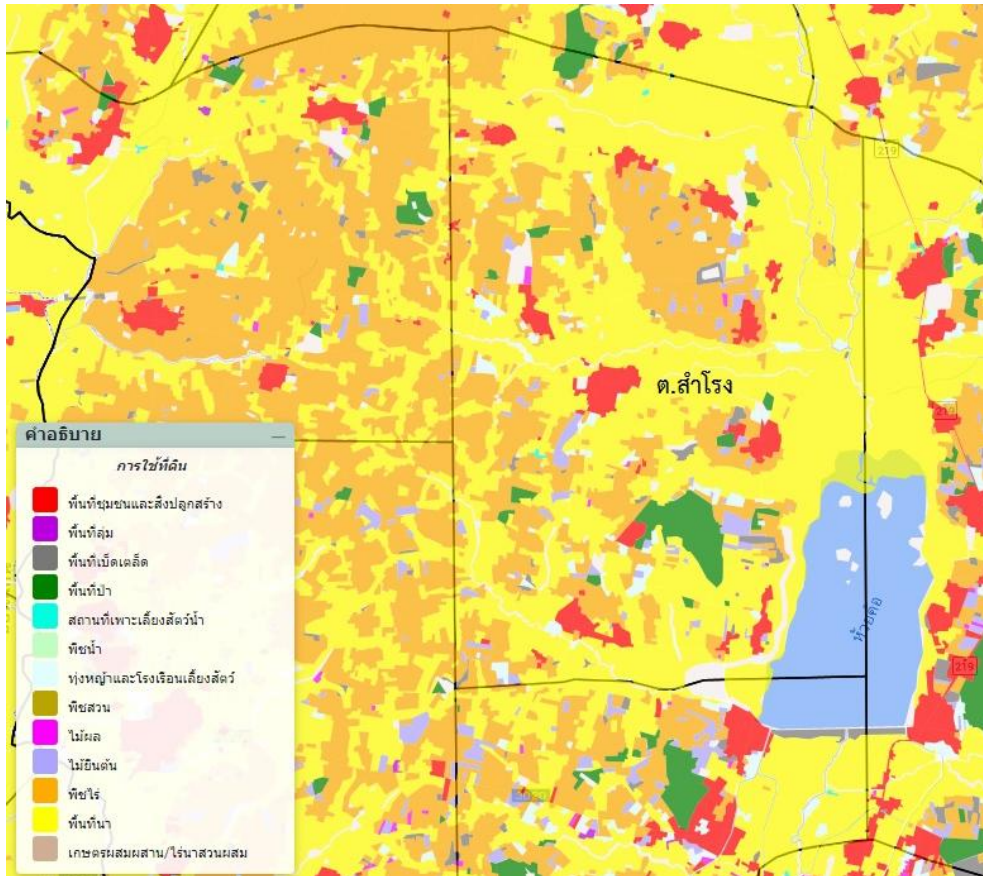 219
ต.สำโรง
219
คำอธิบาย
การใช้ที่ดิน
พื้นที่ชุมชนและสิ่งปลูกสร้าง
พื้นที่ลุ่ม
พื้นที่เบ็ดเตล็ด
พื้นที่ป่า
สถานที่เพาะเลี้ยงสัตว์น้ำ
พืชน้ำ
ทุ่งหญ้าและโรงเรือนเลี้ยงสัตว์
พืชสวน
ไม้ผล
ไม้ยืนต้น
พืชไร่
พื้นที่นา
เกษตรผสมผสาน/ไร่นาสวนผสม
ห้วยค้อ
219